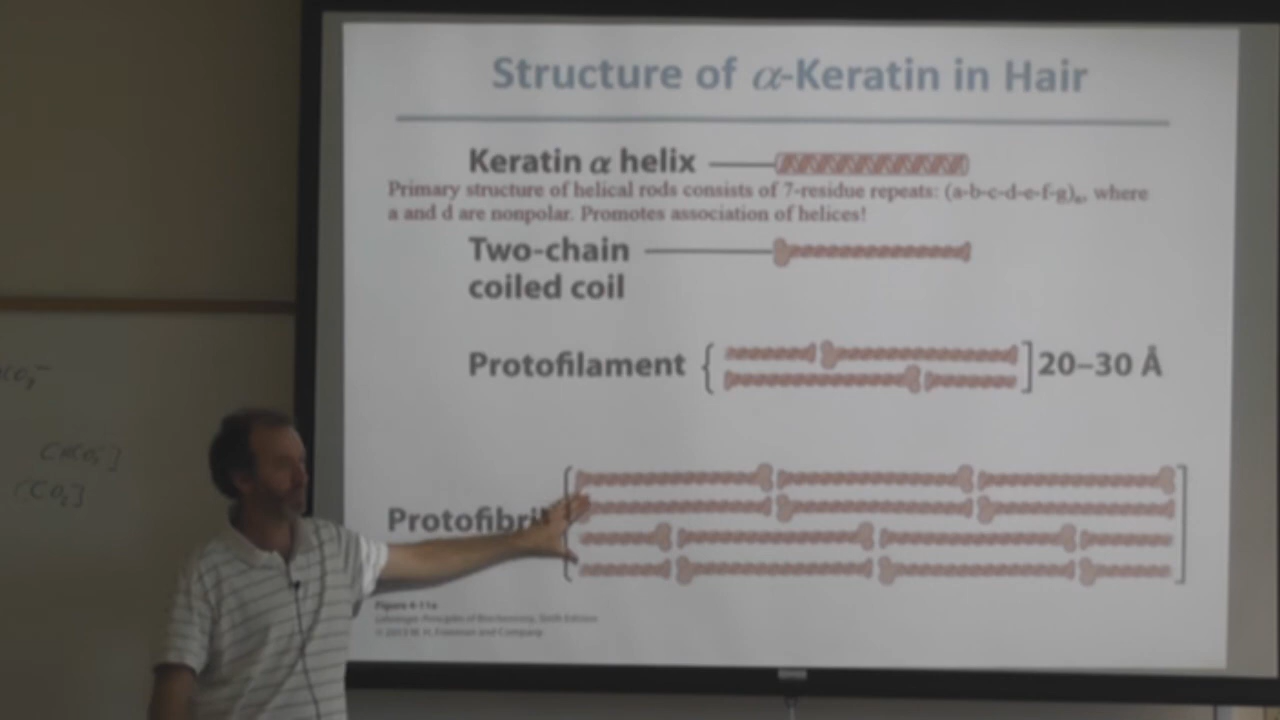 Structure of α-Keratin in Hair
Keratin α helix
Primary structure of helical rods consists of 7-residue repeats: (a-b-c-d-e-f-g)ₙ, where
a and d are nonpolar. Promotes association of helices!
Two-chain
coiled coil
Protofilament
20–30 Å
Protofibril
Figure 4-11a
Lehninger Principles of Biochemistry, Sixth Edition
© 2013 W. H. Freeman and Company